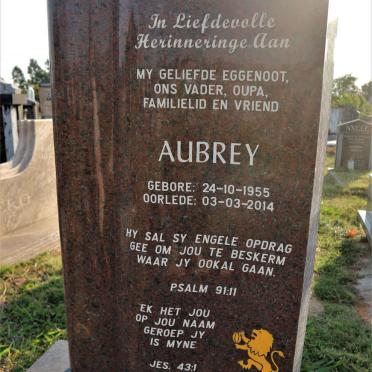 In Liefdevolle
Herinneringe Aan
MY GELIEFDE EGGENOOT,
ONS VADER, OUPA,
FAMILIELID EN VRIEND
AUBREY
GEBORE: 24-10-1955
OORLEDE: 03-03-2014
HY SAL SY ENGELE OPDRAG
GEE OM JOU TE BESKERM
WAAR JY OOKAL GAAN.
PSALM 91:11
EK HET JOU
OP JOU NAAM
GEROEP JY
IS MYNE
JES. 43:1